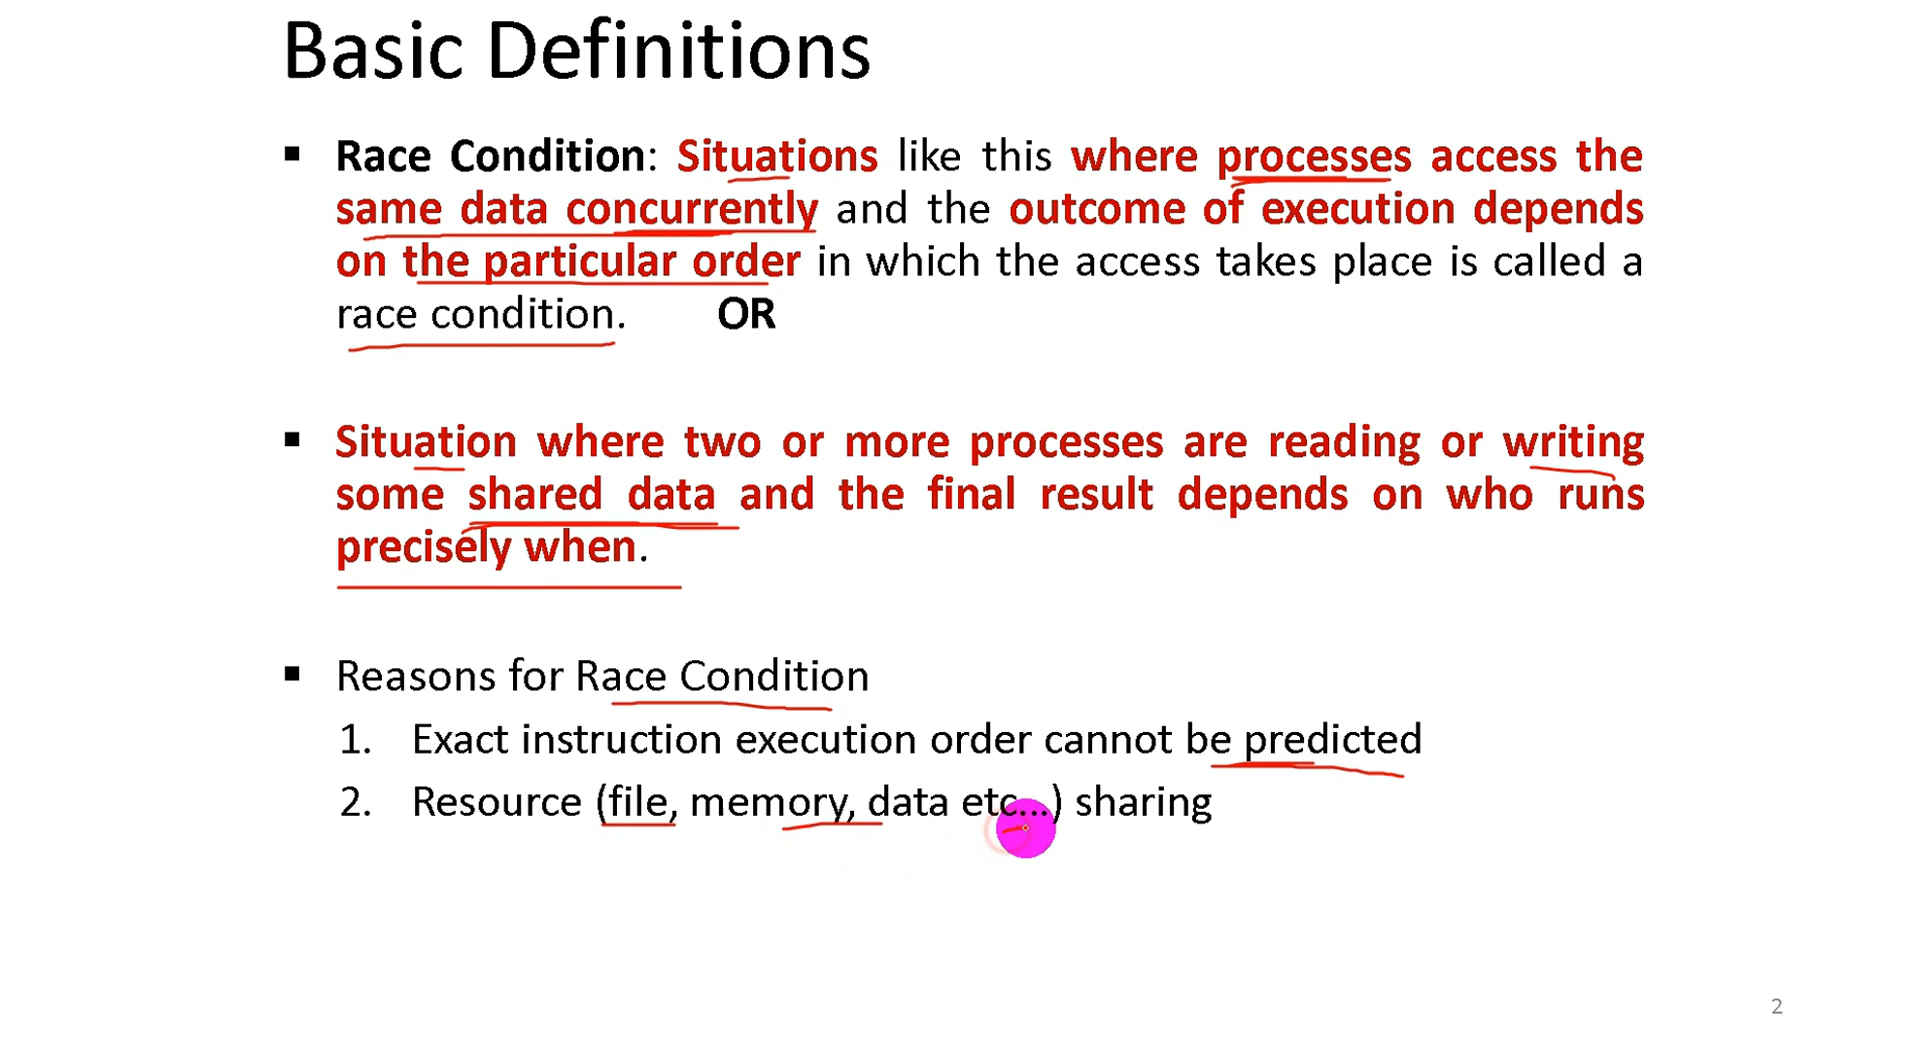 Basic Definitions
▪ Race Condition: Situations like this where processes access the
same data concurrently and the outcome of execution depends
on the particular order in which the access takes place is called a
race condition. OR
▪ Situation where two or more processes are reading or writing
some shared data and the final result depends on who runs
precisely when.
▪ Reasons for Race Condition
1. Exact instruction execution order cannot be predicted
2. Resource (file, memory, data etc...) sharing
2